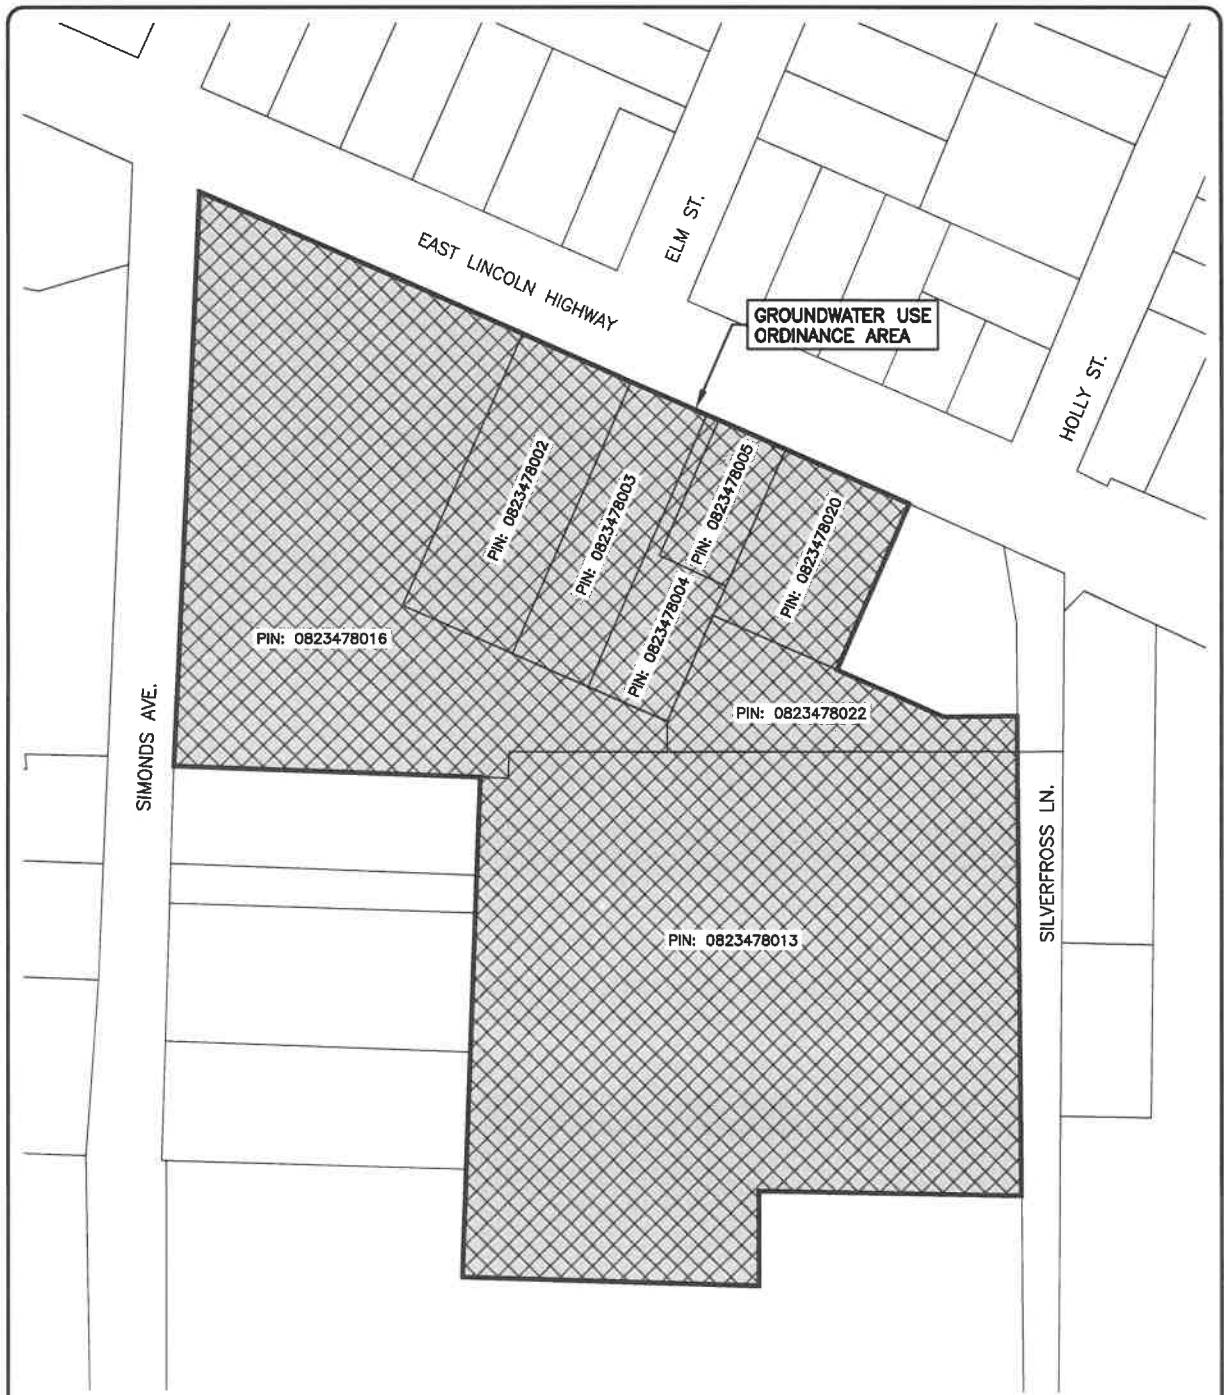 ELM ST.
EAST LINCOLN HIGHWAY
GROUNDWATER USE
ORDINANCE AREA
HOLLY ST.
PIN: 0823478002
PIN: 0823478003
PIN: 0823478005
PIN: 0823478020
PIN: 0823478004
PIN: 0823478016
PIN: 0823478022
SIMONDS AVE.
SILVERFROSS LN.
PIN: 0823478013